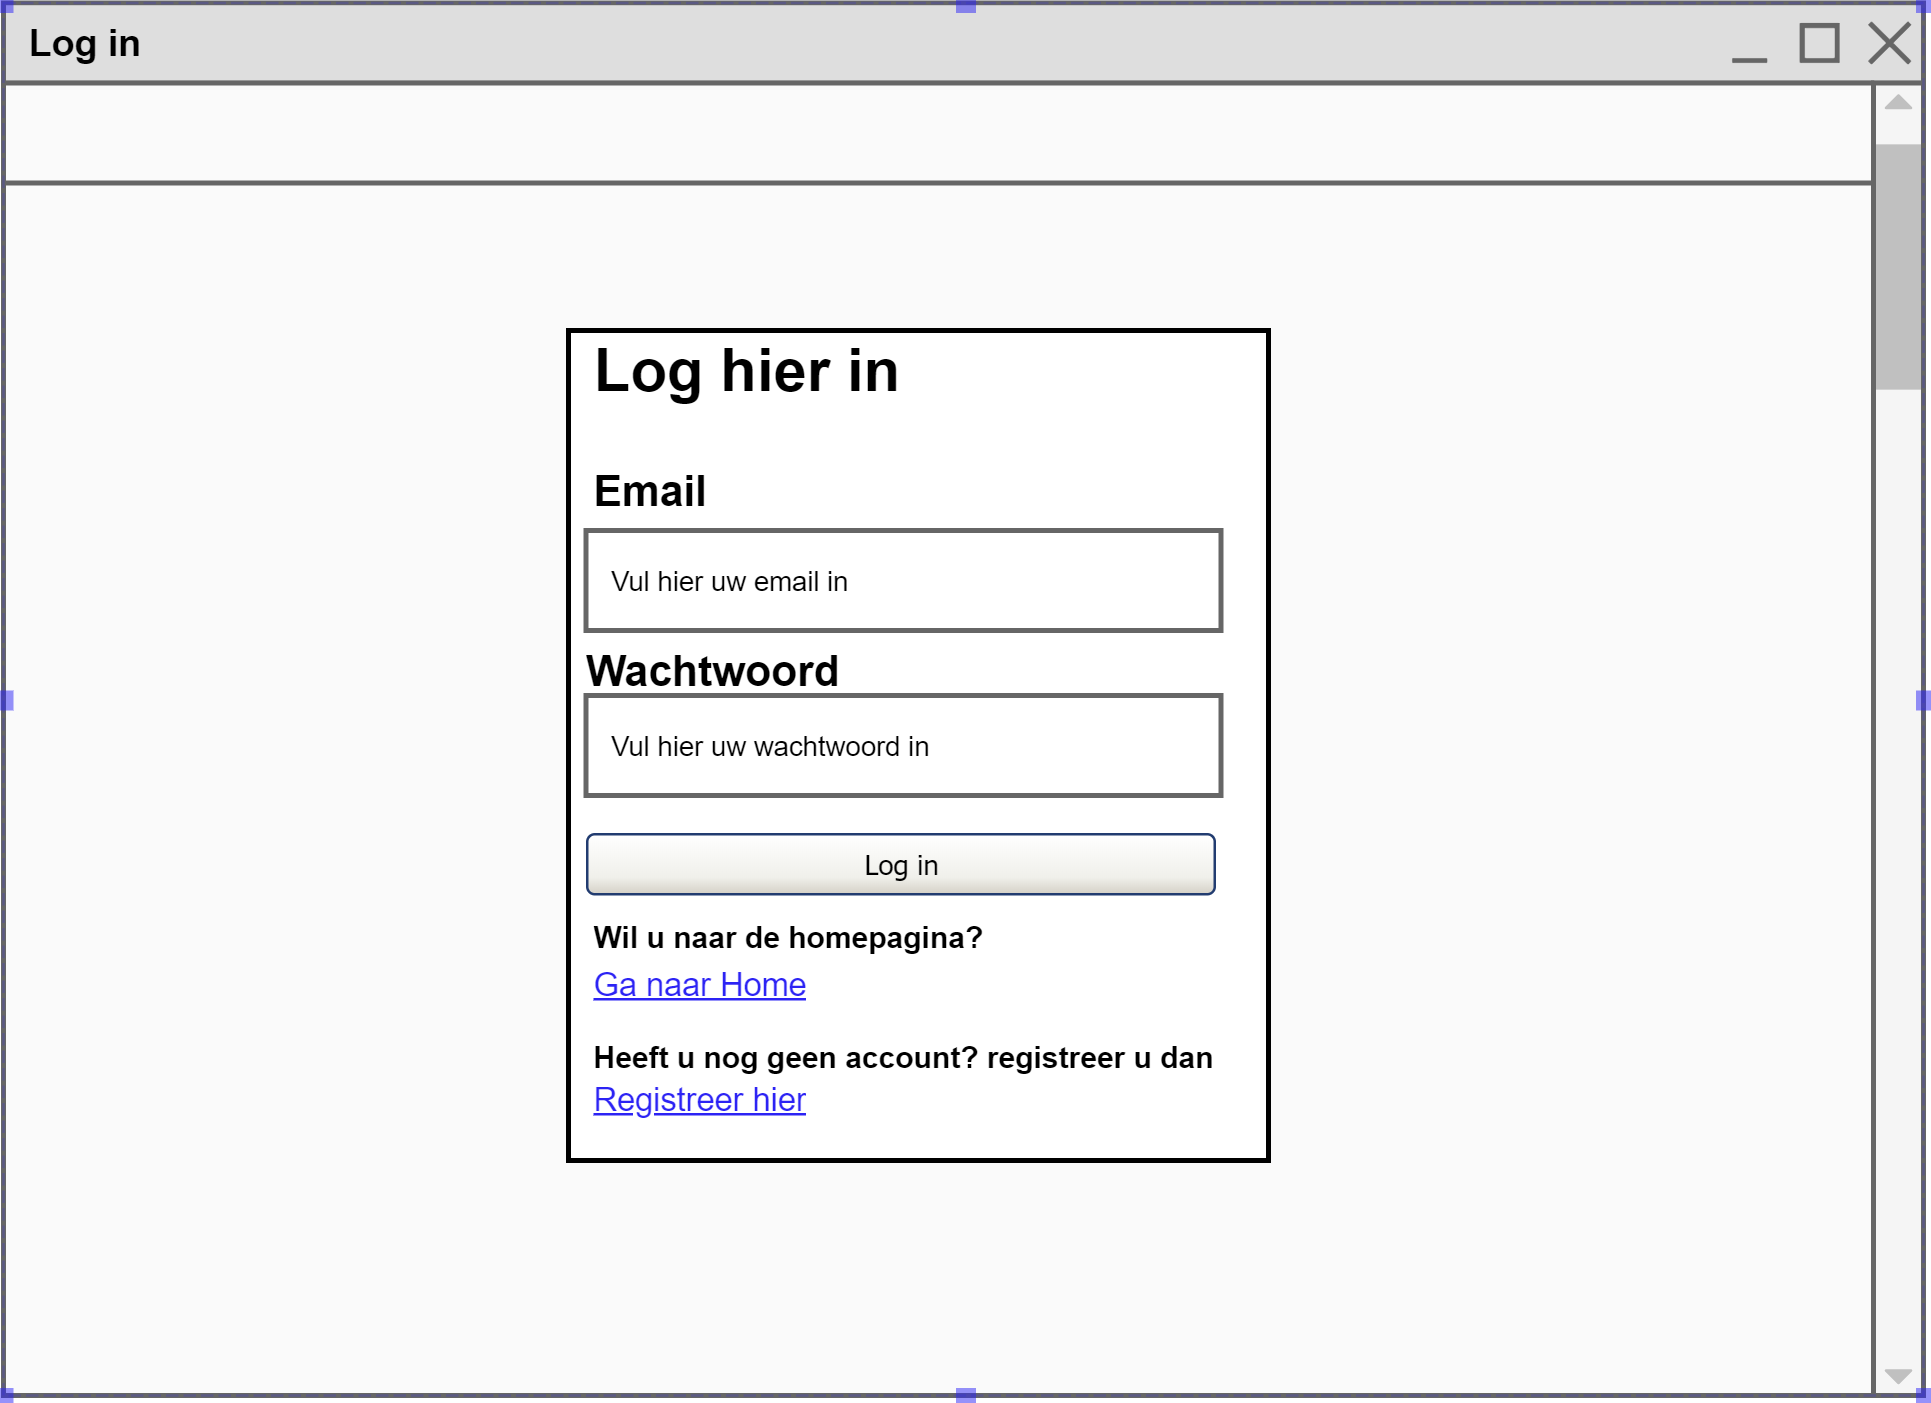 Log in
Log hier in
Email
Vul hier uw email in
Wachtwoord
Vul hier uw wachtwoord in
Log in
Wil u naar de homepagina?
Ga naar Home
Heeft u nog geen account? registreer u dan
Registreer hier